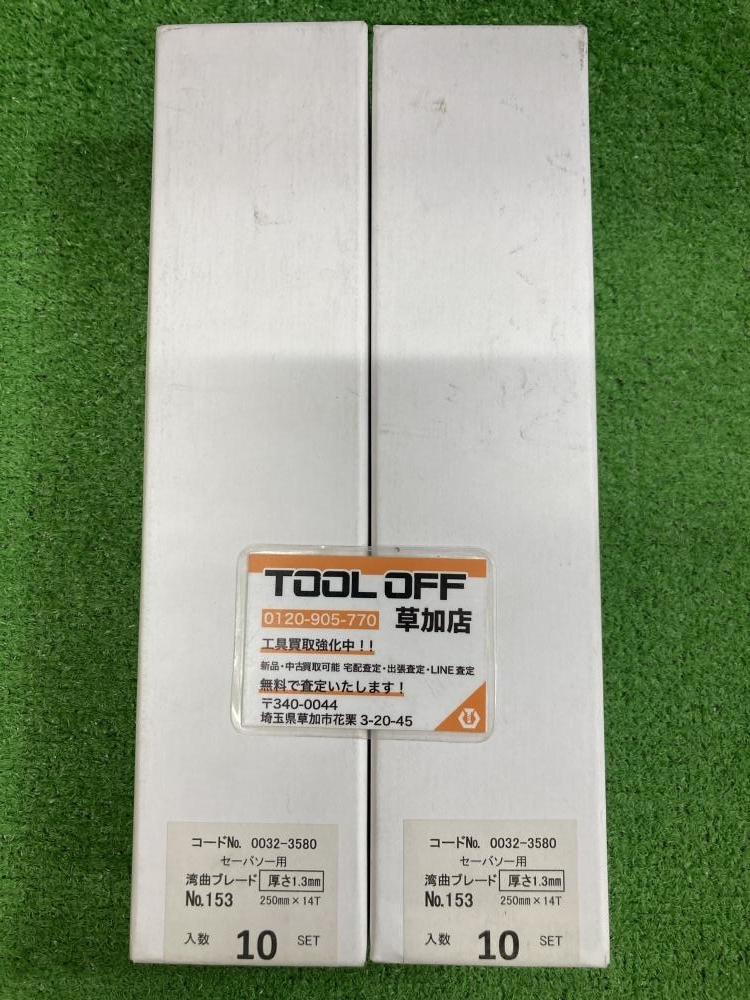 TOOL OFF
0120-905-770 草加店
工具買取強化中!!
新品・中古買取可能 宅配査定・出張査定・LINE査定
無料で査定いたします!
〒340-0044
埼玉県草加市花栗 3-20-45
コードNo. 0032-3580
セーバソー用
湾曲ブレード 厚さ1.3mm
No.153 250mm×14T
入数 10 SET
コードNo. 0032-3580
セーバソー用
湾曲ブレード 厚さ1.3mm
No.153 250mm×14T
入数 10 SET